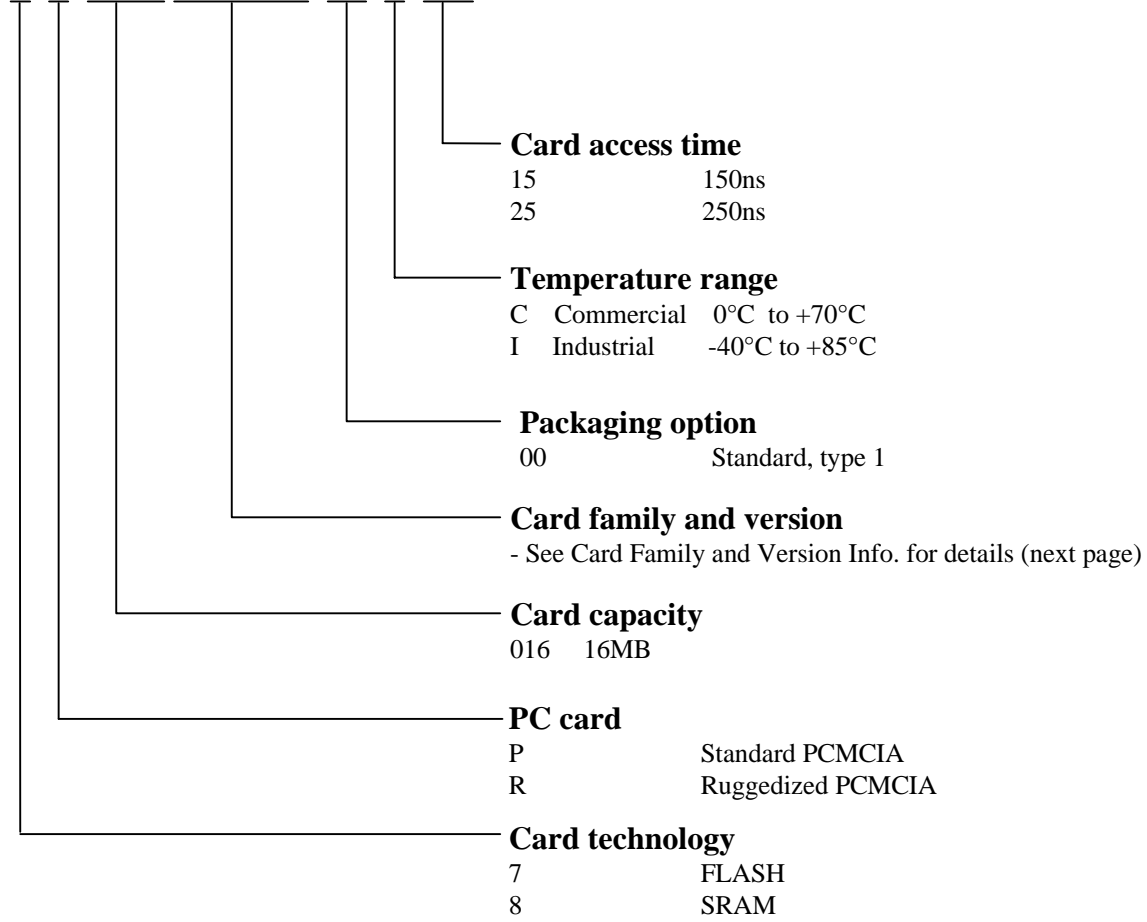 Card access time
15 150ns
25 250ns
Temperature range
C Commercial 0°C to +70°C
I Industrial -40°C to +85°C
Packaging option
00 Standard, type 1
Card family and version
- See Card Family and Version Info. for details (next page)
Card capacity
016 16MB
PC card
P Standard PCMCIA
R Ruggedized PCMCIA
Card technology
7 FLASH
8 SRAM